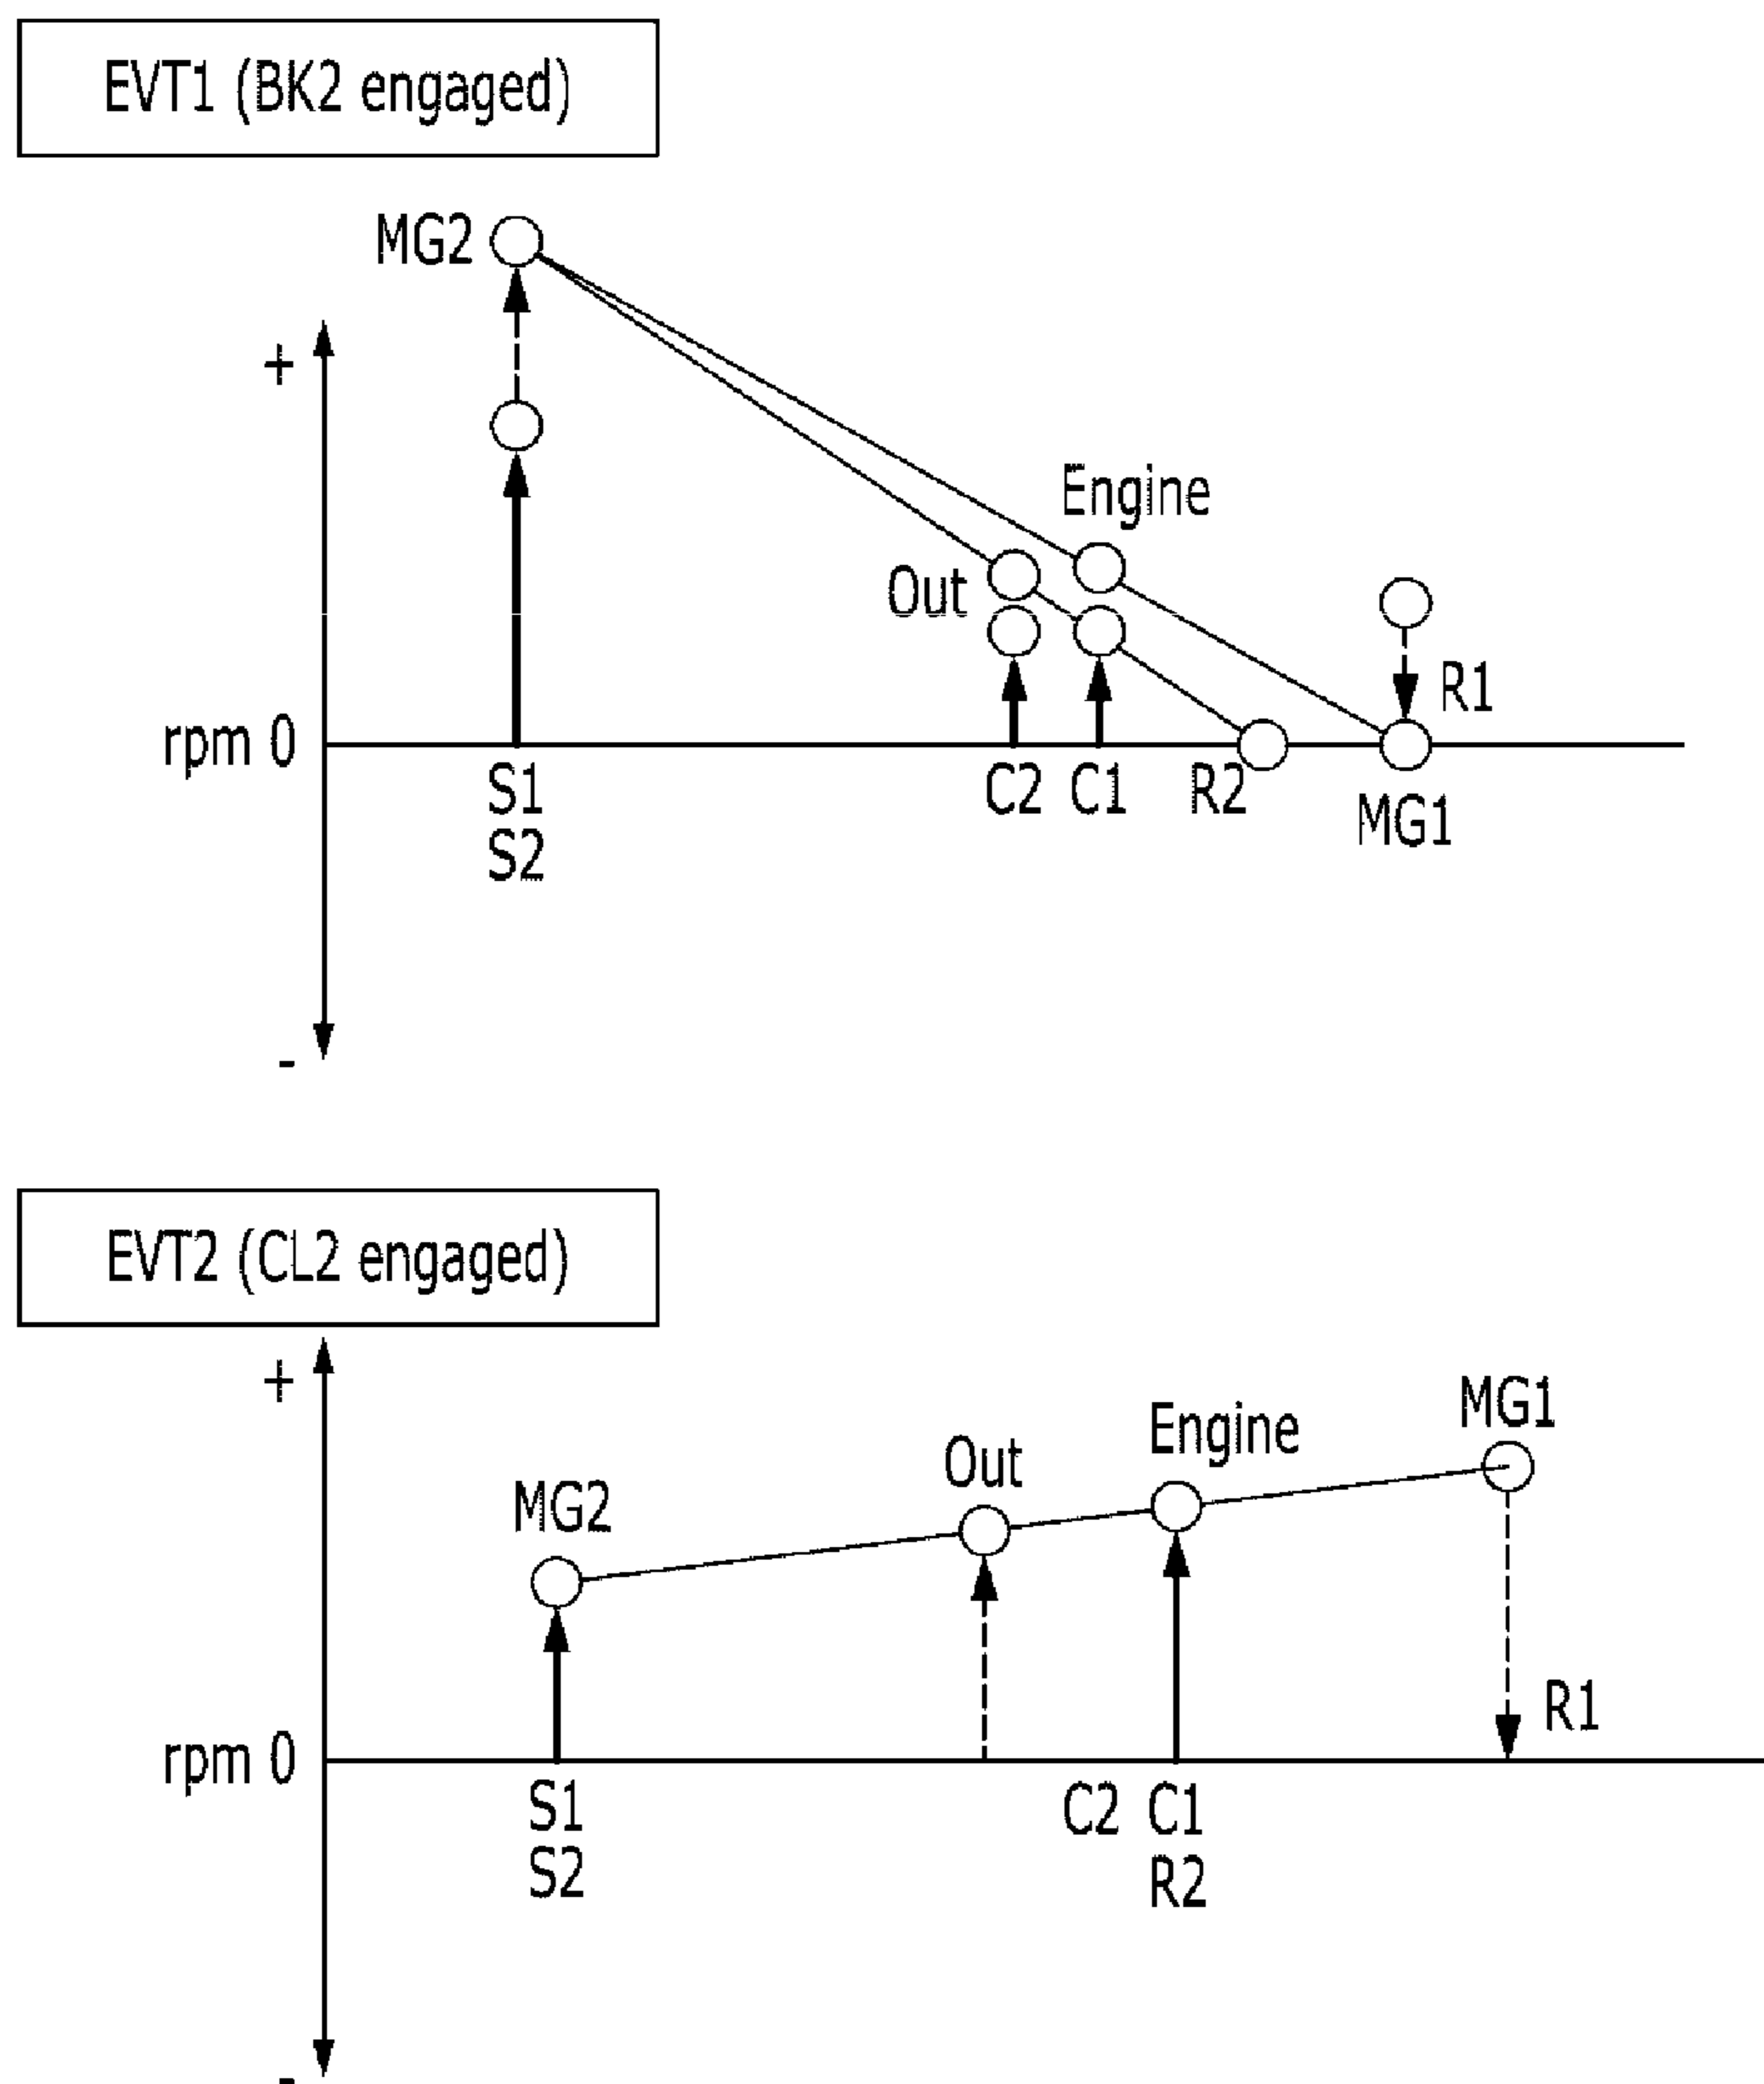 EVT1 (BK2 engaged)
MG2
+
Engine
Out
R1
rpm 0
S1
S2
C2
C1
R2
MG1
-
EVT2 (CL2 engaged)
+
MG1
Engine
Out
MG2
R1
rpm 0
S1
S2
C2
C1
R2
-